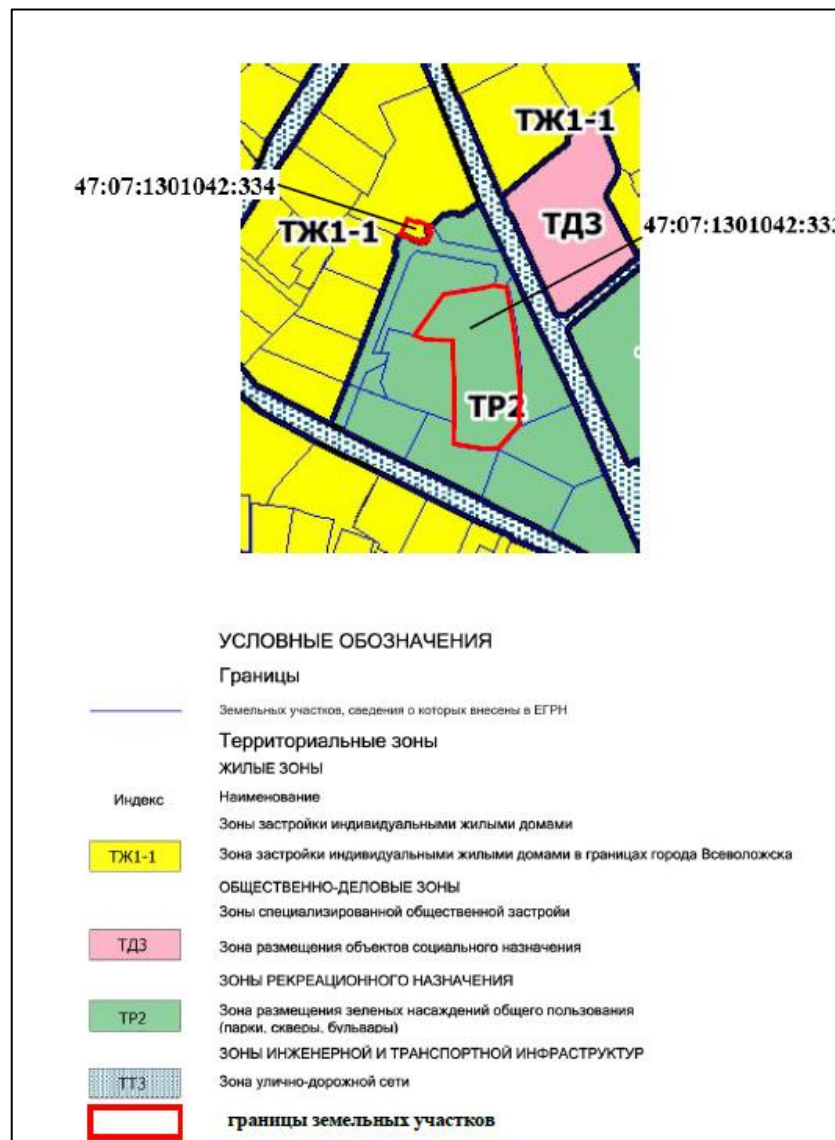 ТЖ1-1
47:07:1301042:334
ТЖ1-1
ТД3
47:07:1301042:333
ТР2
УСЛОВНЫЕ ОБОЗНАЧЕНИЯ
Границы
Земельных участков, сведения о которых внесены в ЕГРН
Территориальные зоны
ЖИЛЫЕ ЗОНЫ
Индекс Наименование
Зоны застройки индивидуальными жилыми домами
ТЖ1-1 Зона застройки индивидуальными жилыми домами в границах города Всеволожска
ОБЩЕСТВЕННО-ДЕЛОВЫЕ ЗОНЫ
Зоны специализированной общественной застройи
ТД3 Зона размещения объектов социального назначения
ЗОНЫ РЕКРЕАЦИОННОГО НАЗНАЧЕНИЯ
ТР2 Зона размещения зеленых насаждений общего пользования
(парки, скверы, бульвары)
ЗОНЫ ИНЖЕНЕРНОЙ И ТРАНСПОРТНОЙ ИНФРАСТРУКТУР
ТТ3 Зона улично-дорожной сети
границы земельных участков